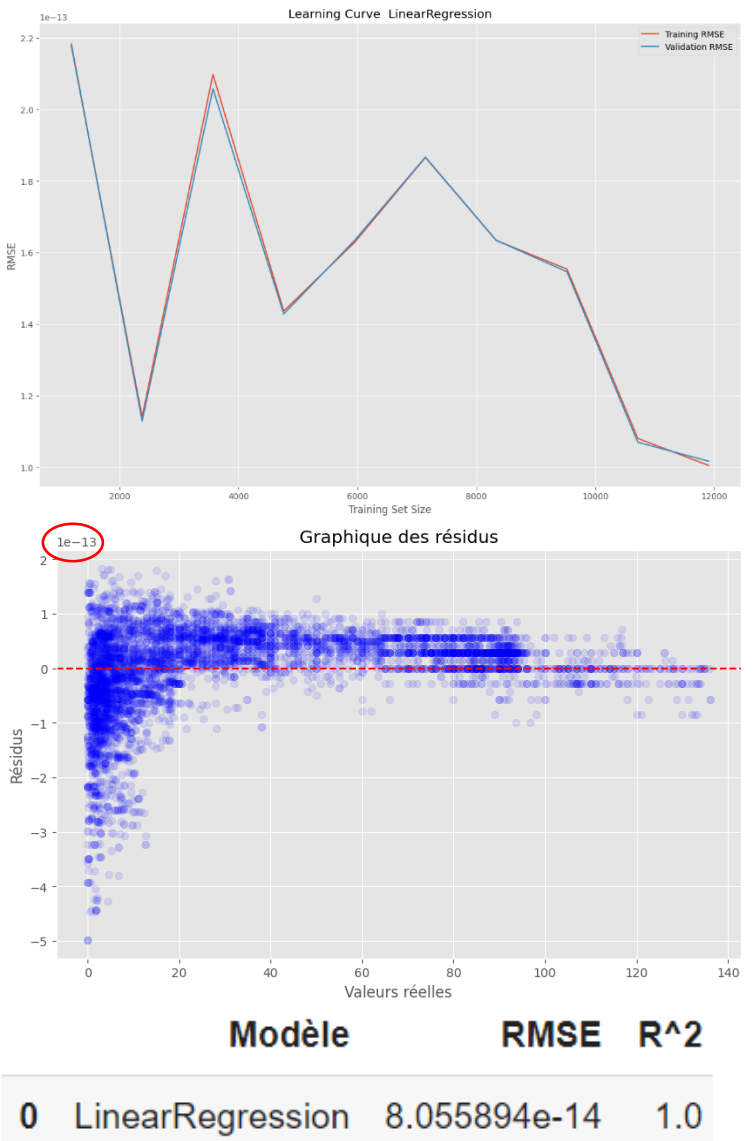 Learning Curve LinearRegression
1e−13
Training RMSE
Validation RMSE
2.2
2.0
1.8
1.6
1.4
1.2
1.0
RMSE
2000 4000 6000 8000 10000 12000
Training Set Size
Graphique des résidus
1e−13
2
1
0
−1
−2
−3
−4
−5
Résidus
0 20 40 60 80 100 120 140
Valeurs réelles
Modèle RMSE R^2
0 LinearRegression 8.055894e-14 1.0